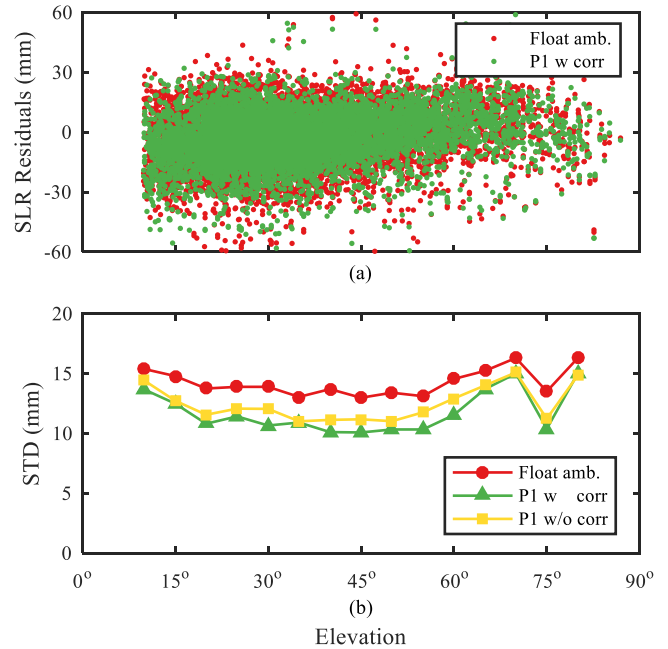 60
30
0
-30
-60
SLR Residuals (mm)
Float amb.
P1 w corr
(a)
20
15
10
5
0
STD (mm)
Float amb.
P1 w corr
P1 w/o corr
0° 15° 30° 45° 60° 75° 90°
(b)
Elevation